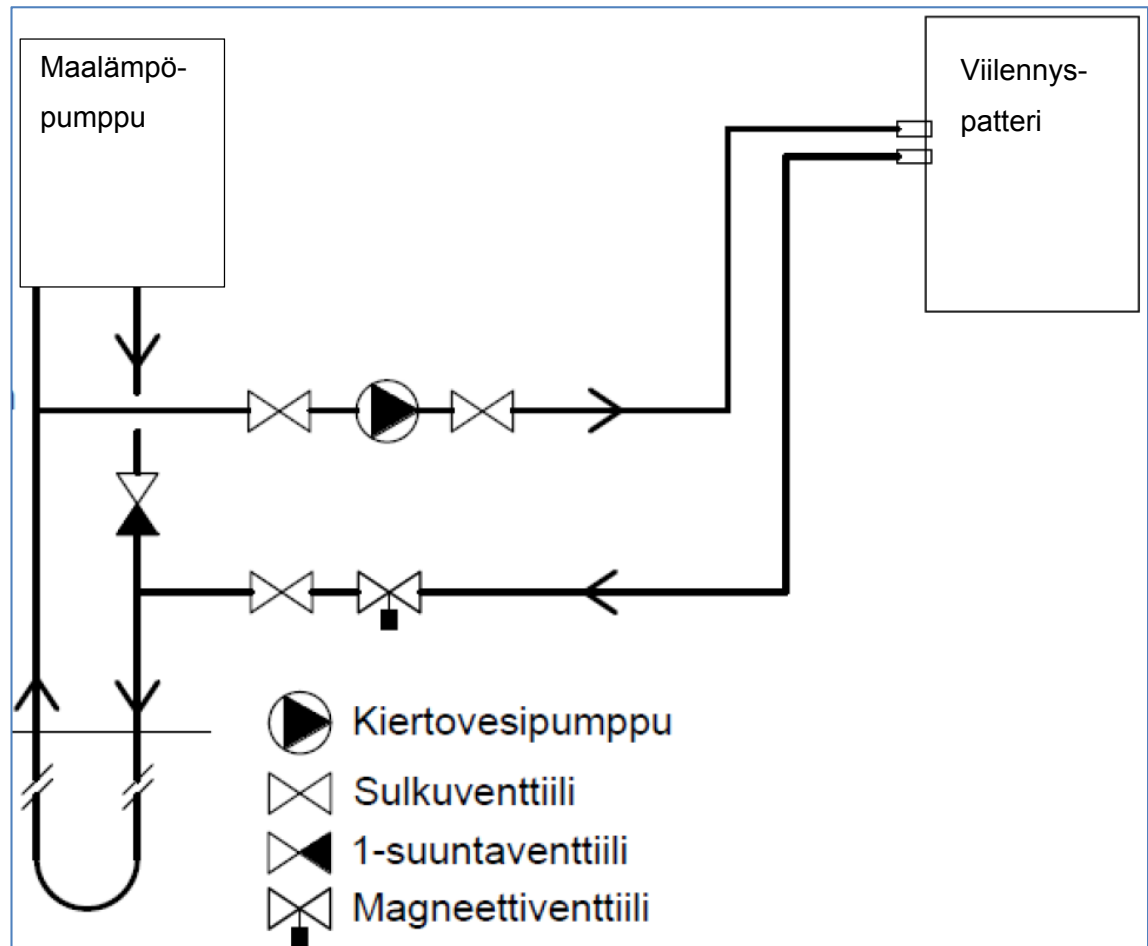 Maalämpö-
pumppu
Viilennys-
patteri
Kiertovesipumppu
Sulkuventtiili
1-suuntaventtiili
Magneettiventtiili